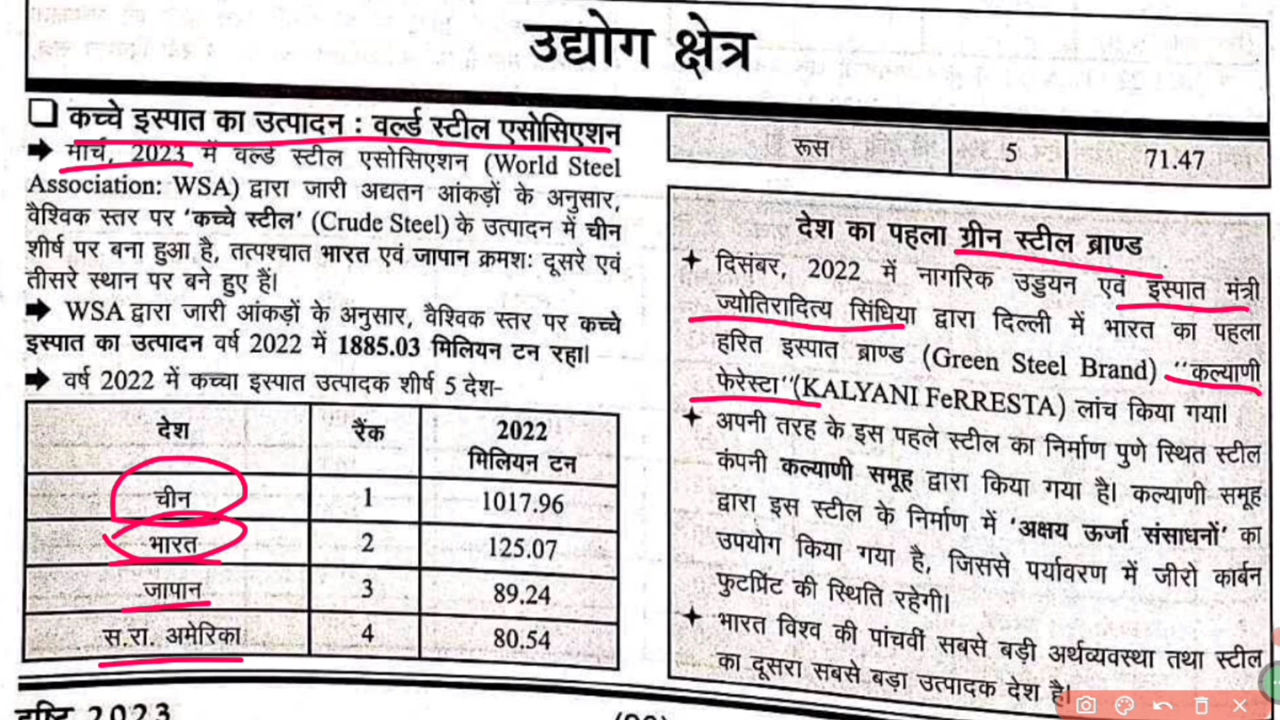 उद्योग क्षेत्र
❑ कच्चे इस्पात का उत्पादन : वर्ल्ड स्टील एसोसिएशन
➡ मार्च, 2023 में वर्ल्ड स्टील एसोसिएशन (World Steel
Association: WSA) द्वारा जारी अद्यतन आंकड़ों के अनुसार,
वैश्विक स्तर पर 'कच्चे स्टील' (Crude Steel) के उत्पादन में चीन
शीर्ष पर बना हुआ है, तत्पश्चात भारत एवं जापान क्रमशः दूसरे एवं
तीसरे स्थान पर बने हुए हैं।
➡ WSA द्वारा जारी आंकड़ों के अनुसार, वैश्विक स्तर पर कच्चे
इस्पात का उत्पादन वर्ष 2022 में 1885.03 मिलियन टन रहा।
➡ वर्ष 2022 में कच्चा इस्पात उत्पादक शीर्ष 5 देश-
देश रैंक 2022
मिलियन टन
चीन 1 1017.96
भारत 2 125.07
जापान 3 89.24
स.रा. अमेरिका 4 80.54
रूस 5 71.47
देश का पहला ग्रीन स्टील ब्राण्ड
✦ दिसंबर, 2022 में नागरिक उड्डयन एवं इस्पात मंत्री
ज्योतिरादित्य सिंधिया द्वारा दिल्ली में भारत का पहला
हरित इस्पात ब्राण्ड (Green Steel Brand) ''कल्याणी
फेरेस्टा''(KALYANI FeRRESTA) लांच किया गया।
✦ अपनी तरह के इस पहले स्टील का निर्माण पुणे स्थित स्टील
कंपनी कल्याणी समूह द्वारा किया गया है। कल्याणी समूह
द्वारा इस स्टील के निर्माण में 'अक्षय ऊर्जा संसाधनों' का
उपयोग किया गया है, जिससे पर्यावरण में जीरो कार्बन
फुटप्रिंट की स्थिति रहेगी।
✦ भारत विश्व की पांचवीं सबसे बड़ी अर्थव्यवस्था तथा स्टील
का दूसरा सबसे बड़ा उत्पादक देश है।
2023